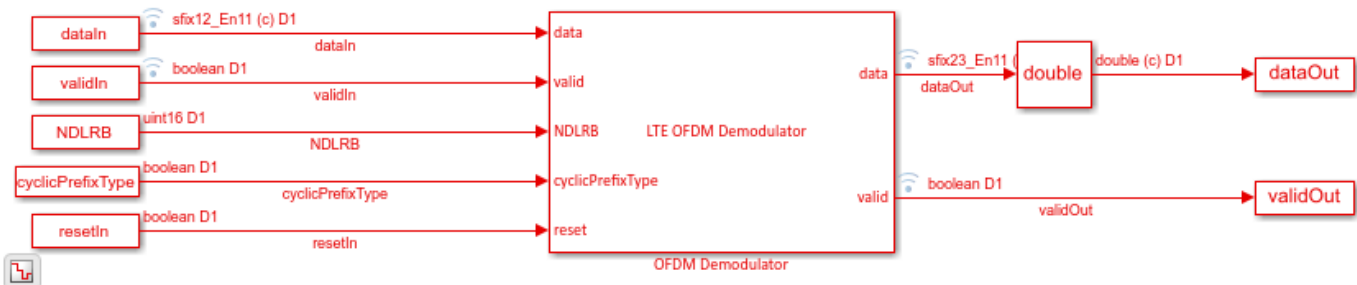 dataIn
sfix12_En11 (c) D1
dataIn
data
validIn
boolean D1
validIn
valid
NDLRB
uint16 D1
NDLRB
NDLRB
cyclicPrefixType
boolean D1
cyclicPrefixType
cyclicPrefixType
resetIn
boolean D1
resetIn
reset
LTE OFDM Demodulator
OFDM Demodulator
data
sfix23_En11 (
dataOut
double
double (c) D1
dataOut
valid
boolean D1
validOut
validOut